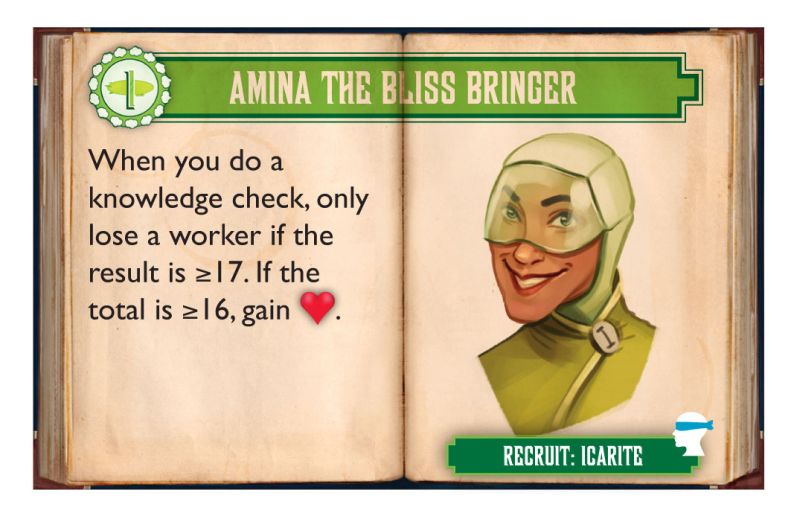 AMINA THE BLISS BRINGER
When you do a
knowledge check, only
lose a worker if the
result is ≥17. If the
total is ≥16, gain ❤.
I
RECRUIT: ICARITE